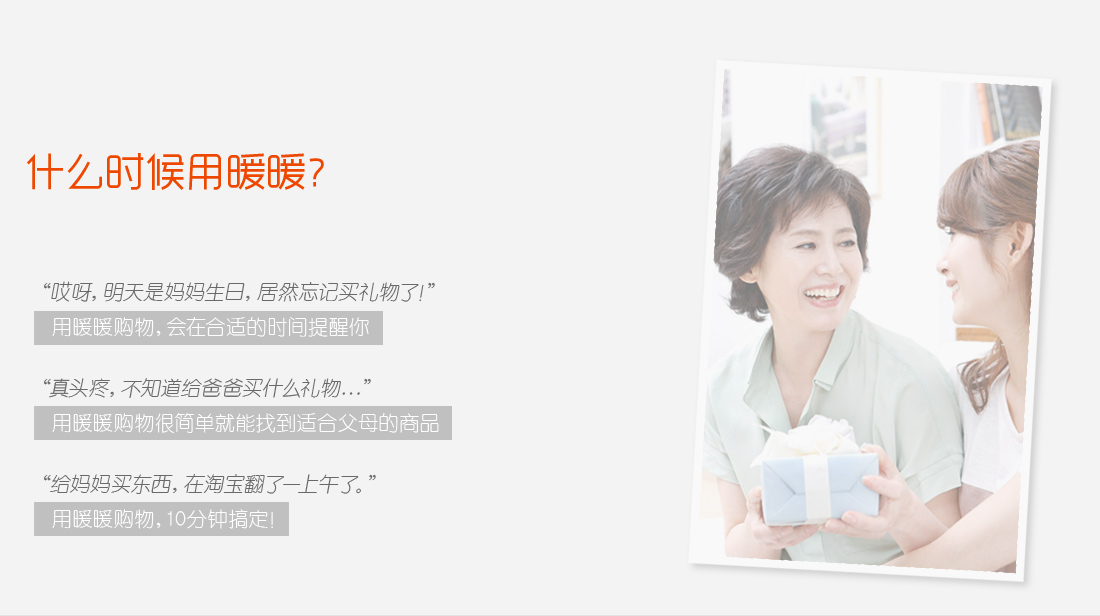 什么时候用暖暖?
“哎呀, 明天是妈妈生日, 居然忘记买礼物了!”
用暖暖购物, 会在合适的时间提醒你
“真头疼, 不知道给爸爸买什么礼物...”
用暖暖购物很简单就能找到适合父母的商品
“给妈妈买东西, 在淘宝翻了一上午了。”
用暖暖购物, 10分钟搞定!